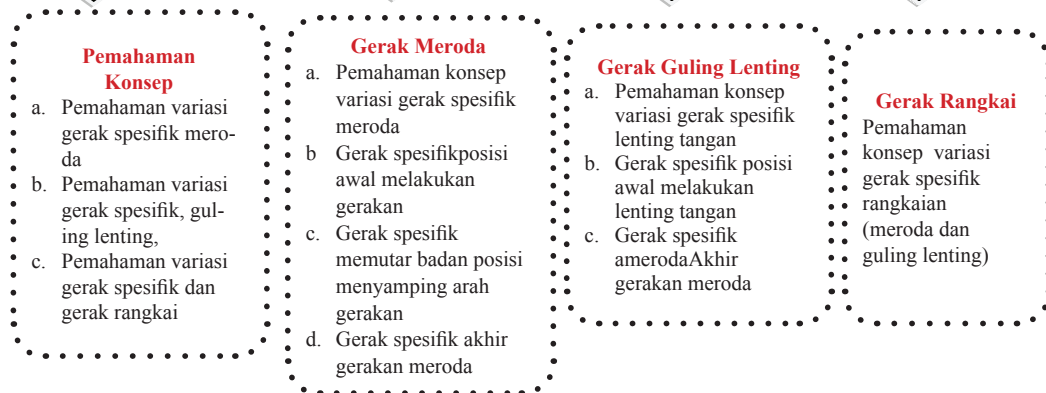 Pemahaman
Konsep
a. Pemahaman variasi
gerak spesifik mero-
da
b. Pemahaman variasi
gerak spesifik, gul-
ing lenting,
c. Pemahaman variasi
gerak spesifik dan
gerak rangkai
Gerak Meroda
a. Pemahaman konsep
variasi gerak spesifik
meroda
b Gerak spesifikposisi
awal melakukan
gerakan
c. Gerak spesifik
memutar badan posisi
menyamping arah
gerakan
d. Gerak spesifik akhir
gerakan meroda
Gerak Guling Lenting
a. Pemahaman konsep
variasi gerak spesifik
lenting tangan
b. Gerak spesifik posisi
awal melakukan
lenting tangan
c. Gerak spesifik
amerodaAkhir
gerakan meroda
Gerak Rangkai
Pemahaman
konsep variasi
gerak spesifik
rangkaian
(meroda dan
guling lenting)